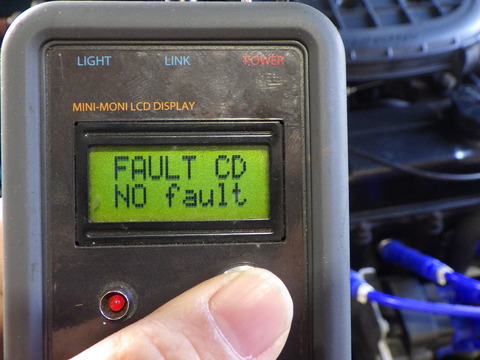 LIGHT LINK POWER
MINI-MONI LCD DISPLAY
FAULT CD
NO fault